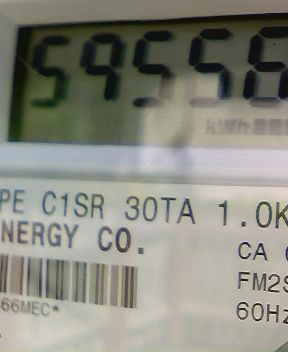 59556
kWh
PE C1SR 30TA 1.0K
NERGY CO.
CA
FM2S
66MEC*
60Hz